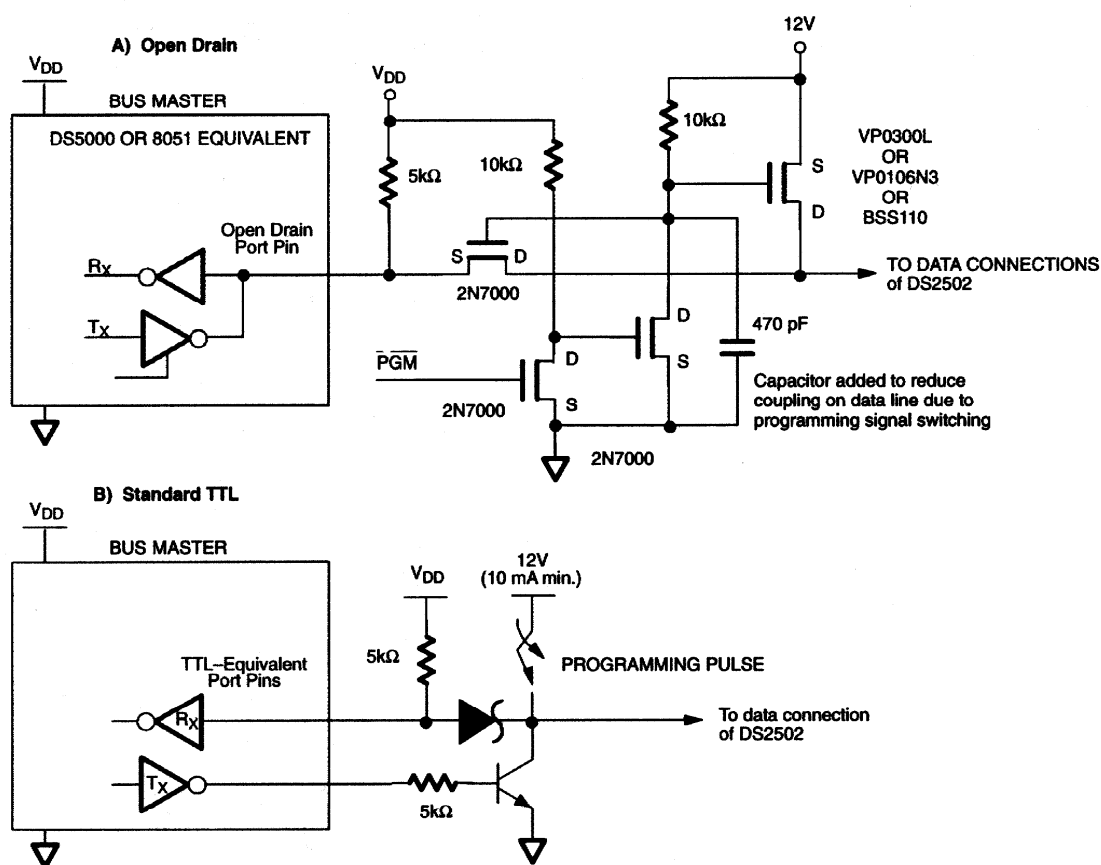 A) Open Drain
VDD
BUS MASTER
DS5000 OR 8051 EQUIVALENT
RX
Open Drain
Port Pin
TX
VDD
5kΩ
10kΩ
S
D
2N7000
PGM
2N7000
D
S
12V
10kΩ
D
S
2N7000
470 pF
Capacitor added to reduce
coupling on data line due to
programming signal switching
S
D
VP0300L
OR
VP0106N3
OR
BSS110
TO DATA CONNECTIONS
of DS2502
B) Standard TTL
VDD
BUS MASTER
TTL–Equivalent
Port Pins
RX
TX
VDD
5kΩ
5kΩ
12V
(10 mA min.)
PROGRAMMING PULSE
To data connection
of DS2502